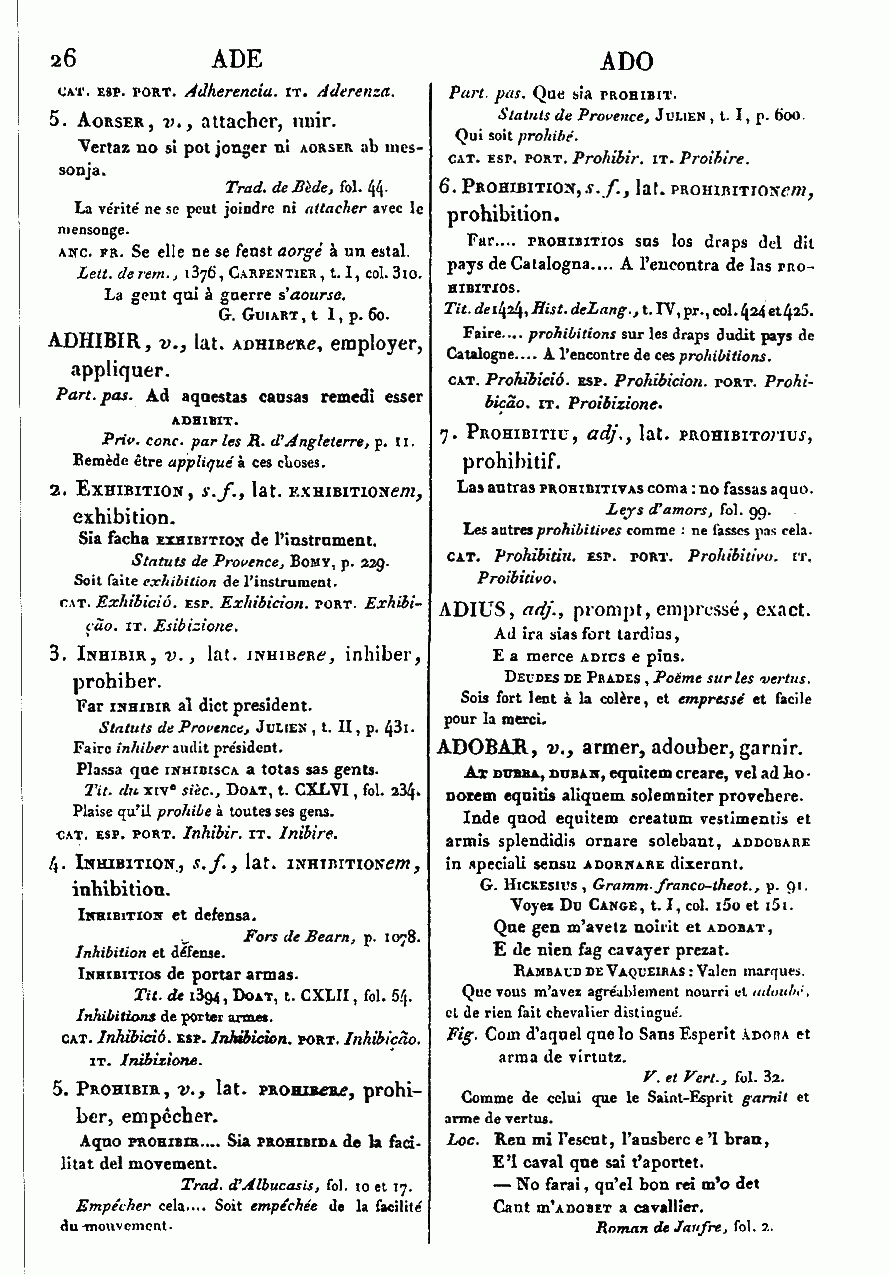 26 ADE
CAT. ESP. PORT. Adherencia. IT. Aderenza.
5. AORSER, v., attacher, unir.
Vertaz no si pot jonger ni AORSER ab mes-
sonja.
Trad. de Bède, fol. 44.
La vérité ne se peut joindre ni attacher avec le
mensonge.
ANC. FR. Se elle ne se feust aorgé à un estal.
Lett. de rem., 1376, CARPENTIER, t. I, col. 310.
La gent qui à guerre s'aourse.
G. GUIART, t I, p. 60.
ADHIBIR, v., lat. ADHIBERE, employer,
appliquer.
Part. pas. Ad aquestas causas remedi esser
ADHIBIT.
Priv. conc. par les R. d'Angleterre, p. 11.
Remède être appliqué à ces choses.
2. EXHIBITION, s. f., lat. EXHIBITIONem,
exhibition.
Sia facha EXHIBITION de l'instrument.
Statuts de Provence, BOMY, p. 229.
Soit faite exhibition de l'instrument.
CAT. Exhibició. ESP. Exhibicion. PORT. Exhibi-
ção. IT. Esibizione.
3. INHIBIR, v., lat. INHIBERE, inhiber,
prohiber.
Far INHIBIR al dict president.
Statuts de Provence, JULIEN, t. II, p. 431.
Faire inhiber audit président.
Plassa que INHIBISCA a totas sas gents.
Tit. du XIVe sièc., DOAT, t. CXLVI, fol. 234.
Plaise qu'il prohibe à toutes ses gens.
CAT. ESP. PORT. Inhibir. IT. Inibire.
4. INHIBITION, s. f., lat. INHIBITIONem,
inhibition.
INHIBITION et defensa.
Fors de Bearn, p. 1078.
Inhibition et défense.
INHIBITIOS de portar armas.
Tit. de 1394, DOAT, t. CXLII, fol. 54.
Inhibitions de porter armes.
CAT. Inhibició. ESP. Inhibicion. PORT. Inhibição.
IT. Inibizione.
5. PROHIBIR, v., lat. PROHIBERE, prohi-
ber, empêcher.
Aquo PROHIBIR.... Sia PROHIBIDA de la faci-
litat del movement.
Trad. d'Albucasis, fol. 10 et 17.
Empêcher cela.... Soit empêchée de la facilité
du mouvement.
ADO
Part. pas. Que sia PROHIBIT.
Statuts de Provence, JULIEN, t. I, p. 600.
Qui soit prohibé.
CAT. ESP. PORT. Prohibir. IT. Proibire.
6. PROHIBITION, s. f., lat. PROHIBITIONem,
prohibition.
Far.... PROHIBITIOS sus los draps del dit
pays de Catalogna.... A l'encontra de las PRO-
HIBITIOS.
Tit. de 1424, Hist. de Lang., t. IV, pr., col. 424 et 425.
Faire.... prohibitions sur les draps dudit pays de
Catalogne.... A l'encontre de ces prohibitions.
CAT. Prohibició. ESP. Prohibicion. PORT. Prohi-
bição. IT. Proibizione.
7. PROHIBITIU, adj., lat. PROHIBITORIUS,
prohibitif.
Las autras PROHIBITIVAS coma : no fassas aquo.
Leys d'amors, fol. 99.
Les autres prohibitives comme : ne fasses pas cela.
CAT. Prohibitiu. ESP. PORT. Prohibitivo. IT.
Proibitivo.
ADIUS, adj., prompt, empressé, exact.
Ad ira sias fort tardius,
E a merce ADIUS e pius.
DEUDES DE PRADES, Poëme sur les vertus.
Sois fort lent à la colère, et empressé et facile
pour la merci.
ADOBAR, v., armer, adouber, garnir.
AT DUBBA, DUBAN, equitem creare, vel ad ho-
norem equitis aliquem solemniter provehere.
Inde quod equitem creatum vestimentis et
armis splendidis ornare solebant, ADDOBARE
in speciali sensu ADORNARE dixerunt.
G. HICKESIUS, Gramm. franco-theot., p. 91.
Voyez DU CANGE, t. I, col. 150 et 151.
Que gen m'avetz noirit et ADOBAT,
E de nien fag cavayer prezat.
RAMBAUD DE VAQUEIRAS : Valen marques.
Que vous m'avez agréablement nourri et adoubé,
et de rien fait chevalier distingué.
Fig. Com d'aquel que lo Sans Esperit ADOBA et
arma de virtutz.
V. et Vert., fol. 32.
Comme de celui que le Saint-Esprit garnit et
arme de vertus.
Loc. Ren mi l'escut, l'ausberc e 'l bran,
E 'l caval que sai t'aportet.
— No farai, qu'el bon rei m'o det
Cant m'ADOBET a cavallier.
Roman de Jaufre, fol. 2.